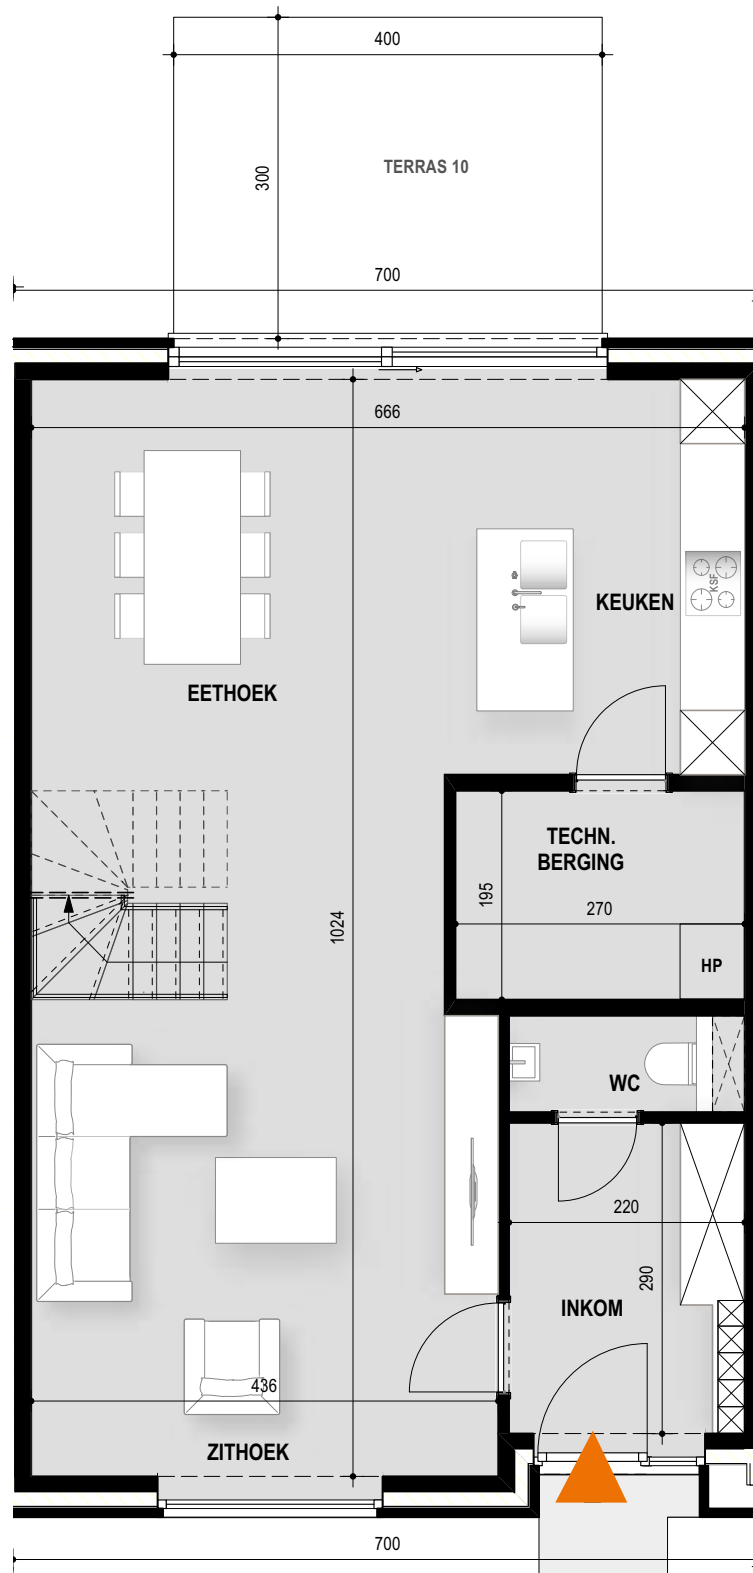 400
300
TERRAS 10
700
666
KEUKEN
KSF
EETHOEK
TECHN.
BERGING
195
270
1024
HP
WC
220
290
INKOM
436
ZITHOEK
700